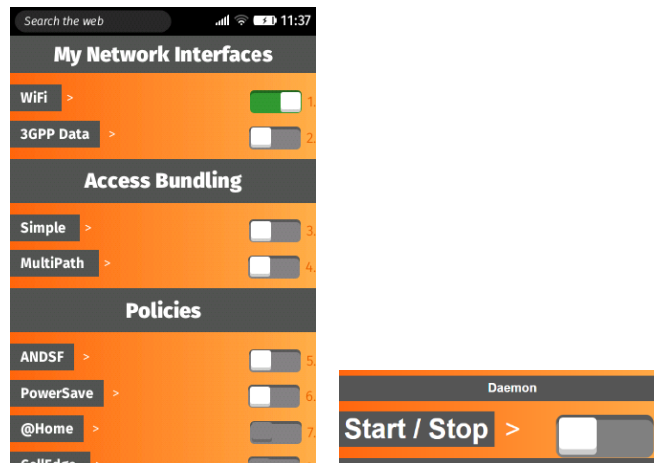 Search the web 11:37
My Network Interfaces
WiFi > 1.
3GPP Data > 2.
Access Bundling
Simple > 3.
MultiPath > 4.
Policies
ANDSF > 5.
PowerSave > 6.
@Home > 7.
Daemon
Start / Stop >